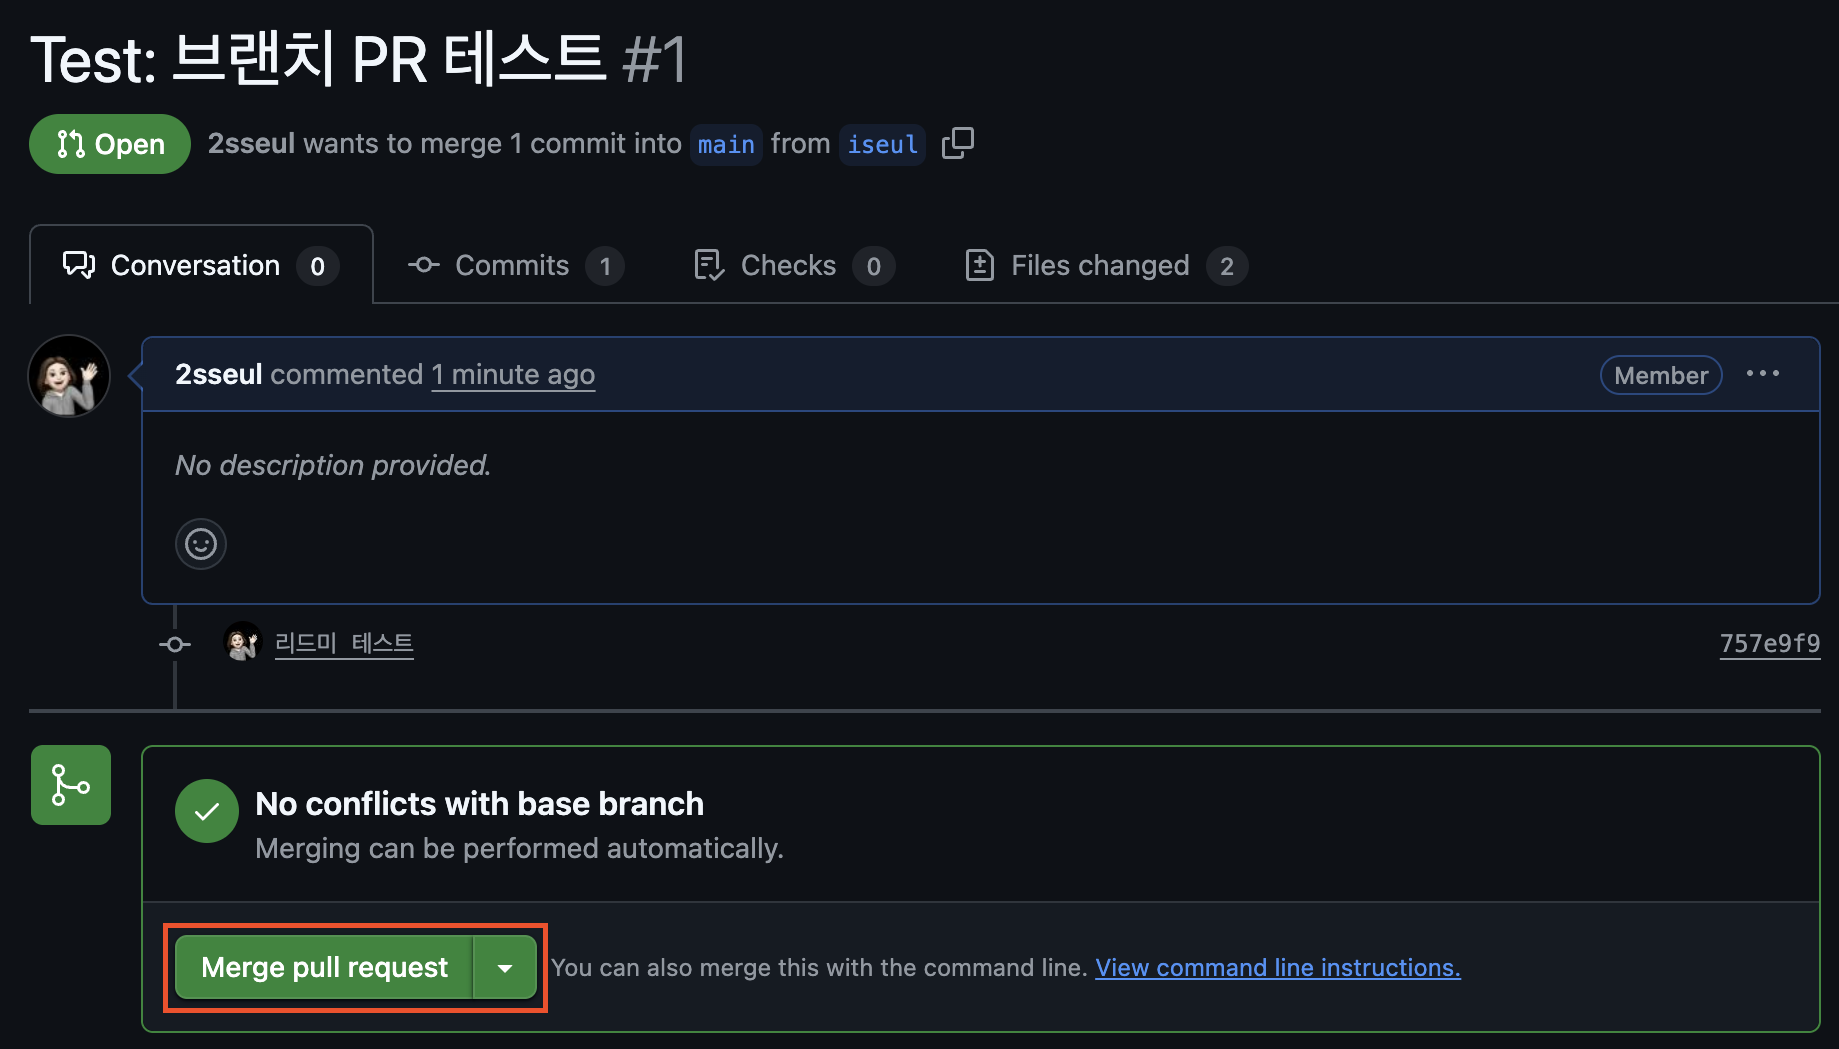 Test: 브랜치 PR 테스트 #1
Open 2sseul wants to merge 1 commit into main from iseul
Conversation 0 Commits 1 Checks 0 Files changed 2
2sseul commented 1 minute ago Member
No description provided.
리드미 테스트 757e9f9
No conflicts with base branch
Merging can be performed automatically.
Merge pull request You can also merge this with the command line. View command line instructions.